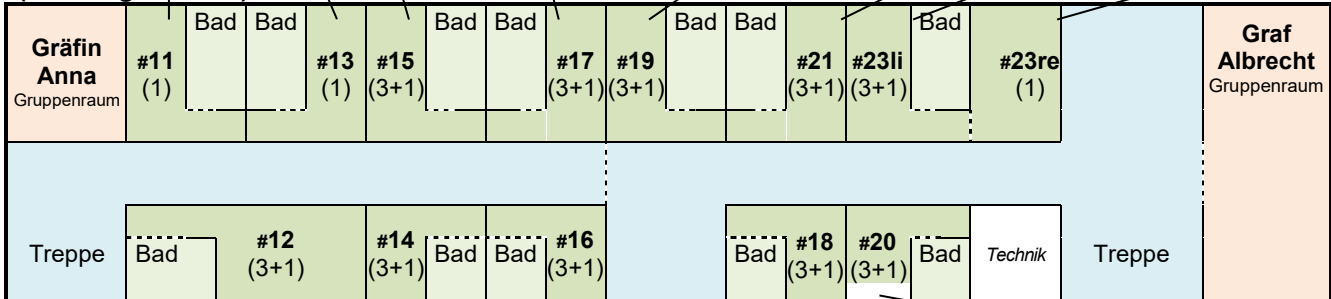 Gräfin
Anna
Gruppenraum
#11
(1)
Bad
Bad
#13
(1)
#15
(3+1)
Bad
Bad
#17
(3+1)
#19
(3+1)
Bad
Bad
#21
(3+1)
#23li
(3+1)
Bad
#23re
(1)
Graf
Albrecht
Gruppenraum
Treppe
Bad
#12
(3+1)
#14
(3+1)
Bad
Bad
#16
(3+1)
Bad
#18
(3+1)
#20
(3+1)
Bad
Technik
Treppe